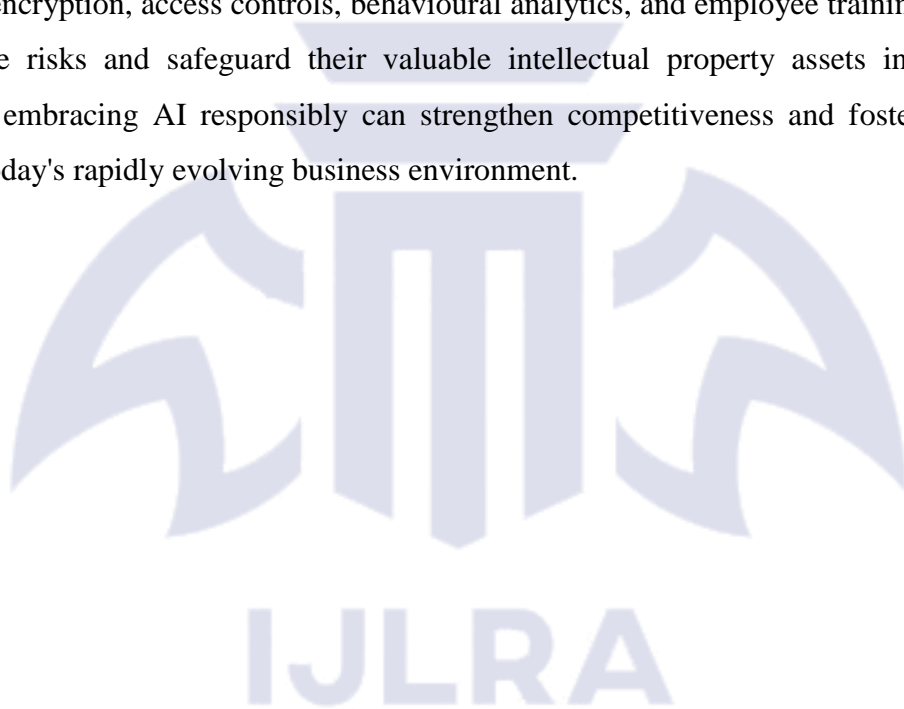 encryption, access controls, behavioural analytics, and employee training
risks and safeguard their valuable intellectual property assets in
embracing AI responsibly can strengthen competitiveness and
rapidly evolving business environment.
IJLRA